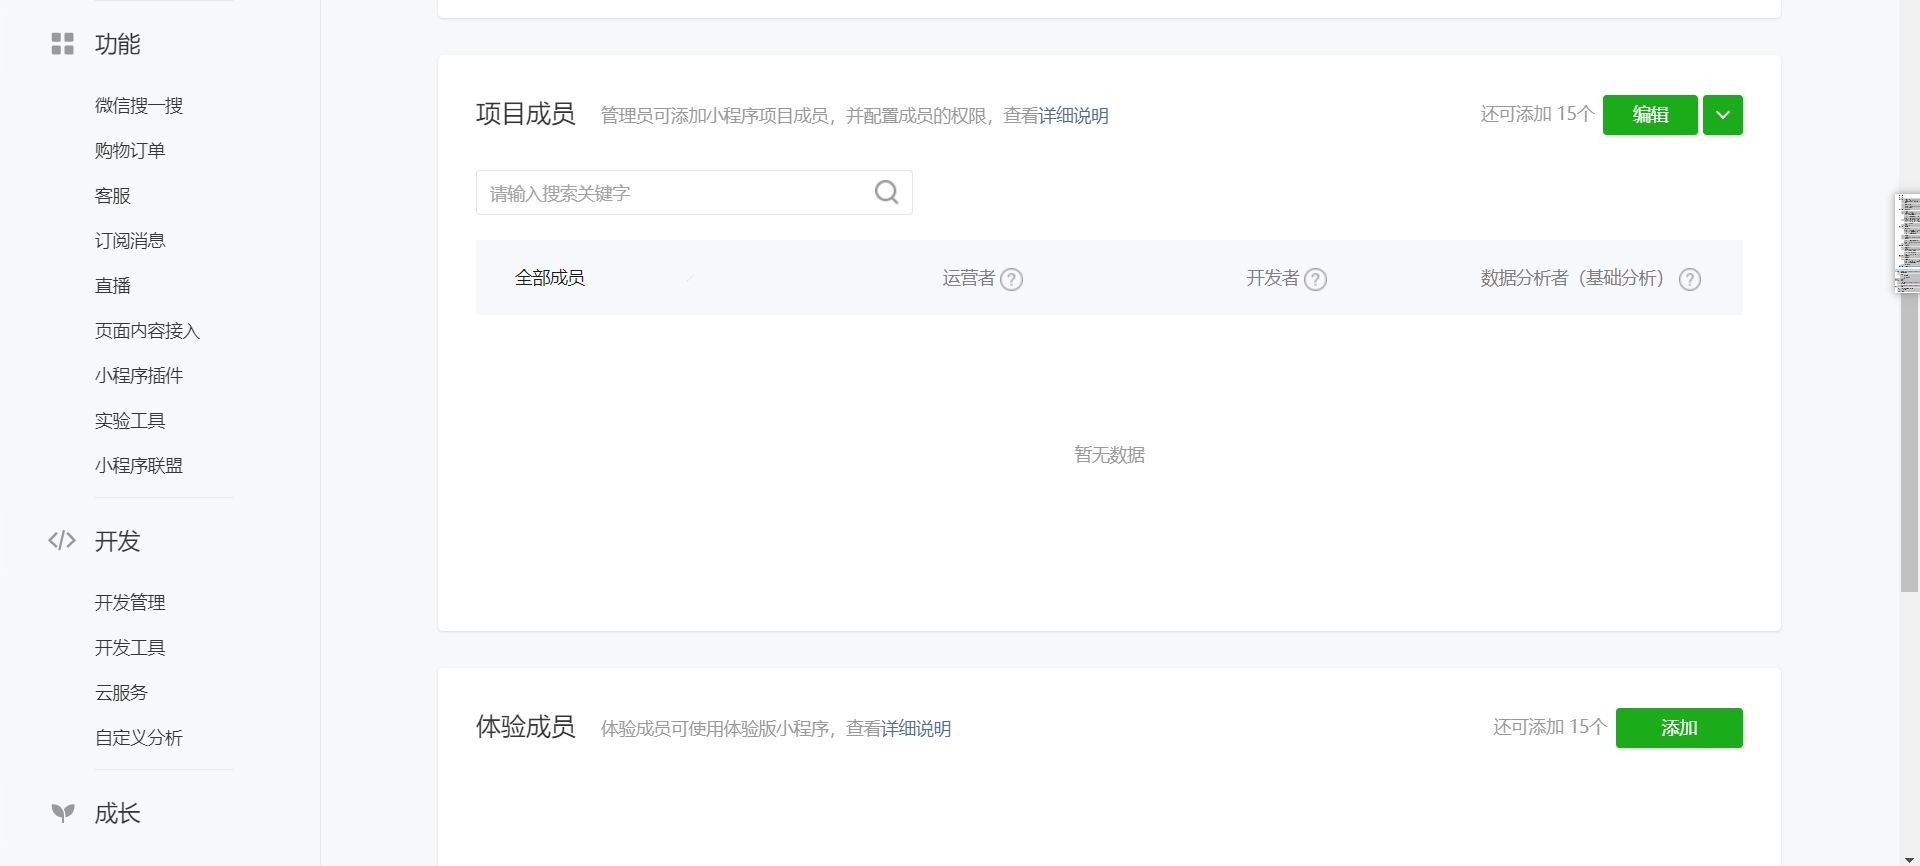 功能
微信搜一搜
购物订单
客服
订阅消息
直播
页面内容接入
小程序插件
实验工具
小程序联盟
开发
开发管理
开发工具
云服务
自定义分析
成长
项目成员 管理员可添加小程序项目成员，并配置成员的权限，查看详细说明 还可添加 15个 编辑
请输入搜索关键字
全部成员 运营者 ? 开发者 ? 数据分析者（基础分析） ?
暂无数据
体验成员 体验成员可使用体验版小程序，查看详细说明 还可添加 15个 添加